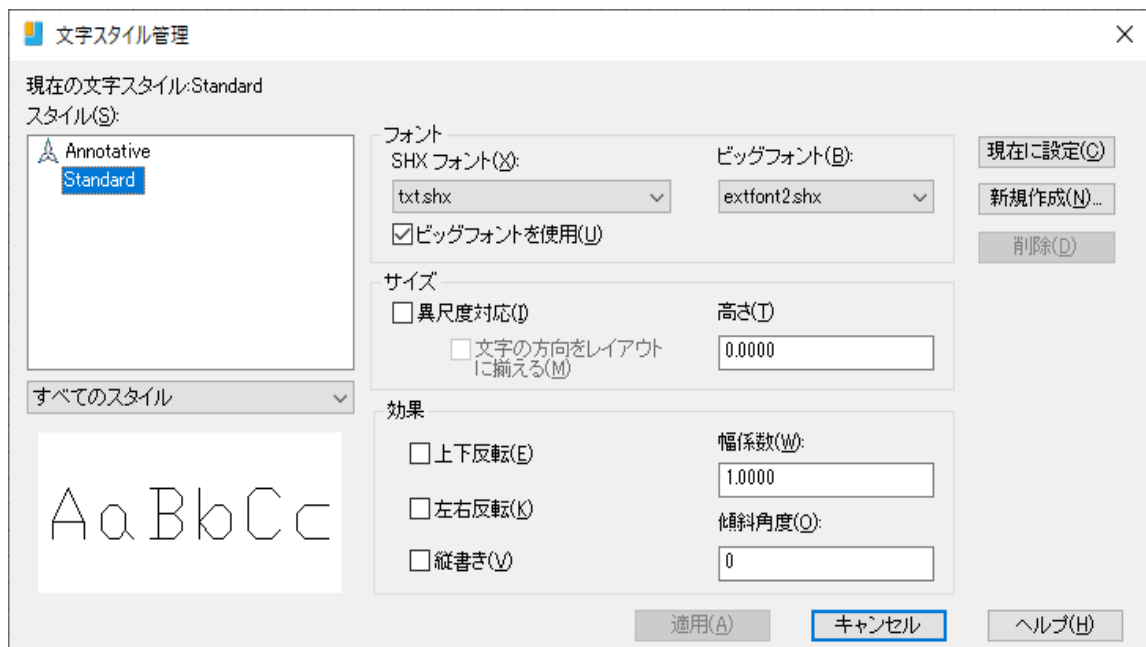 文字スタイル管理
現在の文字スタイル:Standard
スタイル(S):
Annotative
Standard
すべてのスタイル
AaBbCc
フォント
SHX フォント(X):
ビッグフォント(B):
txt.shx
extfont2.shx
ビッグフォントを使用(U)
サイズ
異尺度対応(I)
高さ(T)
文字の方向をレイアウト
に揃える(M)
0.0000
効果
上下反転(E)
幅係数(W):
1.0000
左右反転(K)
傾斜角度(O):
縦書き(V)
0
現在に設定(C)
新規作成(N)...
削除(D)
適用(A)
キャンセル
ヘルプ(H)